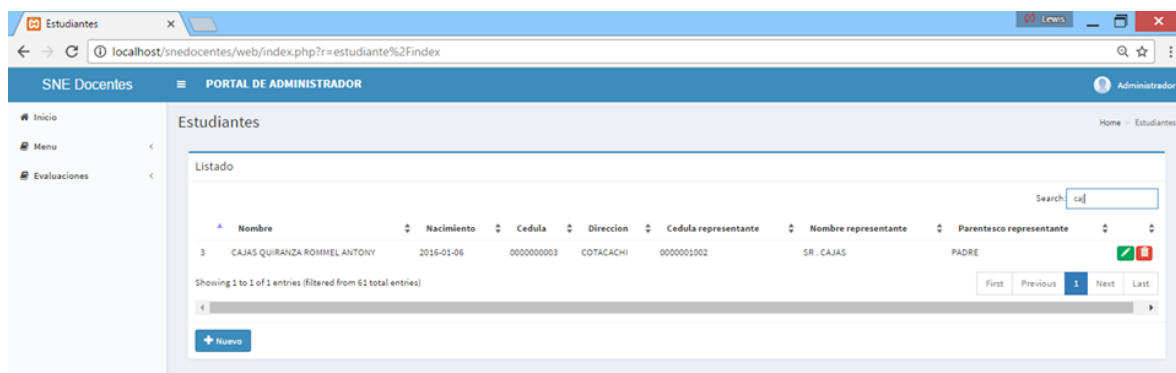 Estudiantes
Lewis
localhost/snedocentes/web/index.php?r=estudiante%2Findex
SNE Docentes PORTAL DE ADMINISTRADOR Administrador
Inicio
Menu
Evaluaciones
Estudiantes Home > Estudiantes
Listado
Search: caj
Nombre Nacimiento Cedula Direccion Cedula representante Nombre representante Parentesco representante
3 CAJAS QUIRANZA ROMMEL ANTONY 2016-01-06 0000000003 COTACACHI 0000001002 SR . CAJAS PADRE
Showing 1 to 1 of 1 entries (filtered from 61 total entries) First Previous 1 Next Last
Nuevo